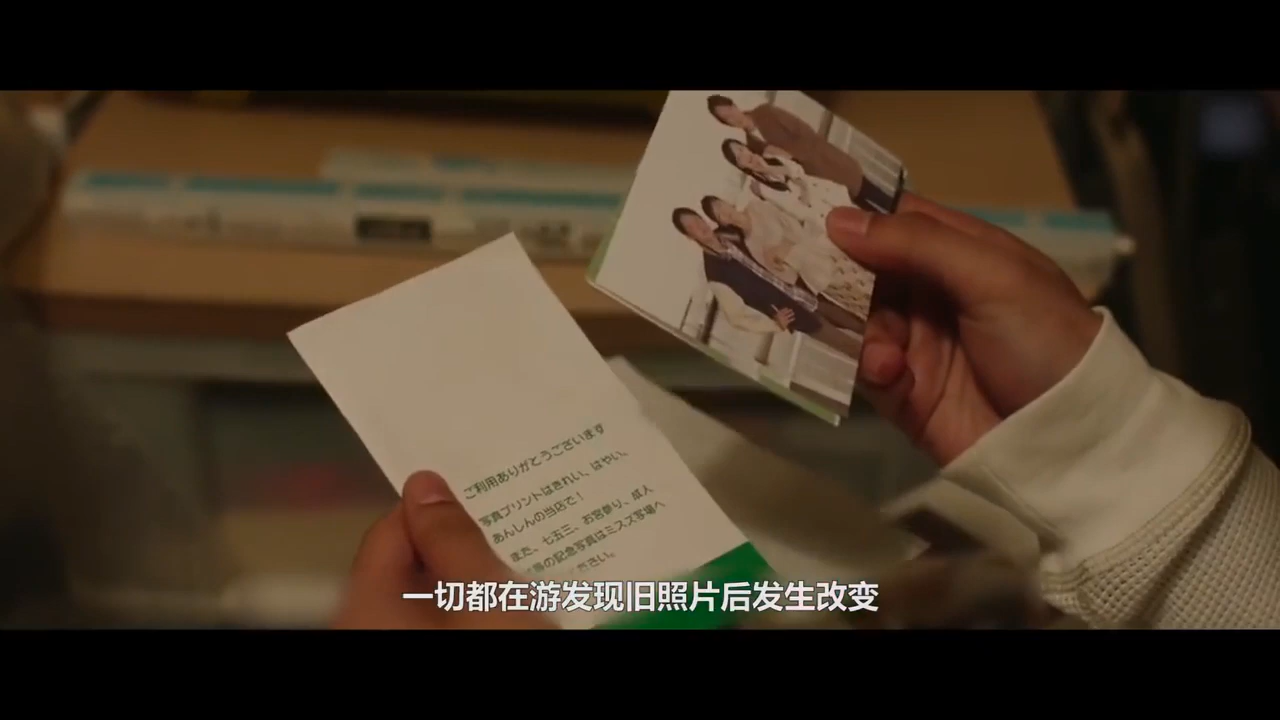 ご利用ありがとうございます
写真プリントはきれい、はやい、
あんしんの当店で!
また、七五三、お宮参り、成人
の記念写真はミスズ写場へ
ださい。
一切都在游发现旧照片后发生改变